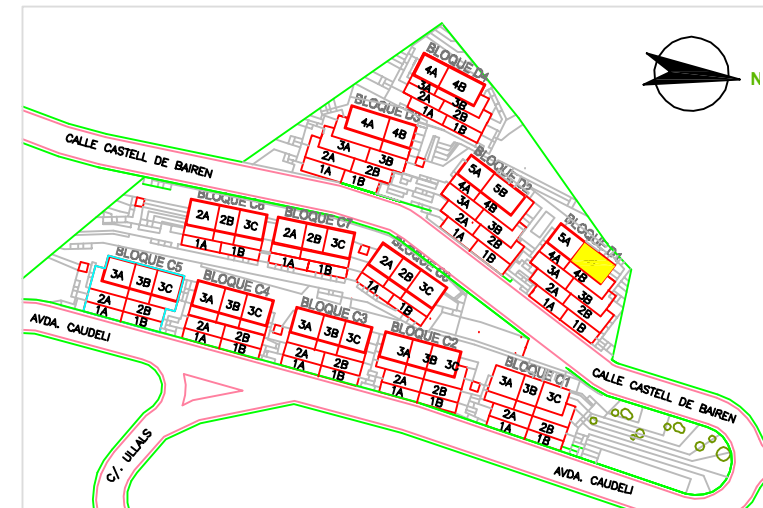 BLOQUE D4
4A 4B
3A 3B
2A 2B
1A 1B
N
BLOQUE D3
4A 4B
3A 3B
2A 2B
1A 1B
CALLE CASTELL DE BAIREN
BLOQUE D2
5A 5B
4A 4B
3A 3B
2A 2B
1A 1B
BLOQUE D1
5A
4A 4B
3A 3B
2A 2B
1A 1B
BLOQUE C6
2A 2B 3C
1A 1B
BLOQUE C7
2A 2B 3C
1A 1B
2A 2B 3C
1A 1B
BLOQUE C5
3A 3B 3C
2A 2B
1A 1B
BLOQUE C4
3A 3B 3C
2A 2B
1A 1B
BLOQUE C3
3A 3B 3C
2A 2B
1A 1B
BLOQUE C2
3A 3B 3C
2A 2B
1A 1B
BLOQUE C1
3A 3B 3C
2A 2B
1A 1B
AVDA. CAUDELI
CALLE CASTELL DE BAIREN
C/. ULLALS
AVDA. CAUDELI